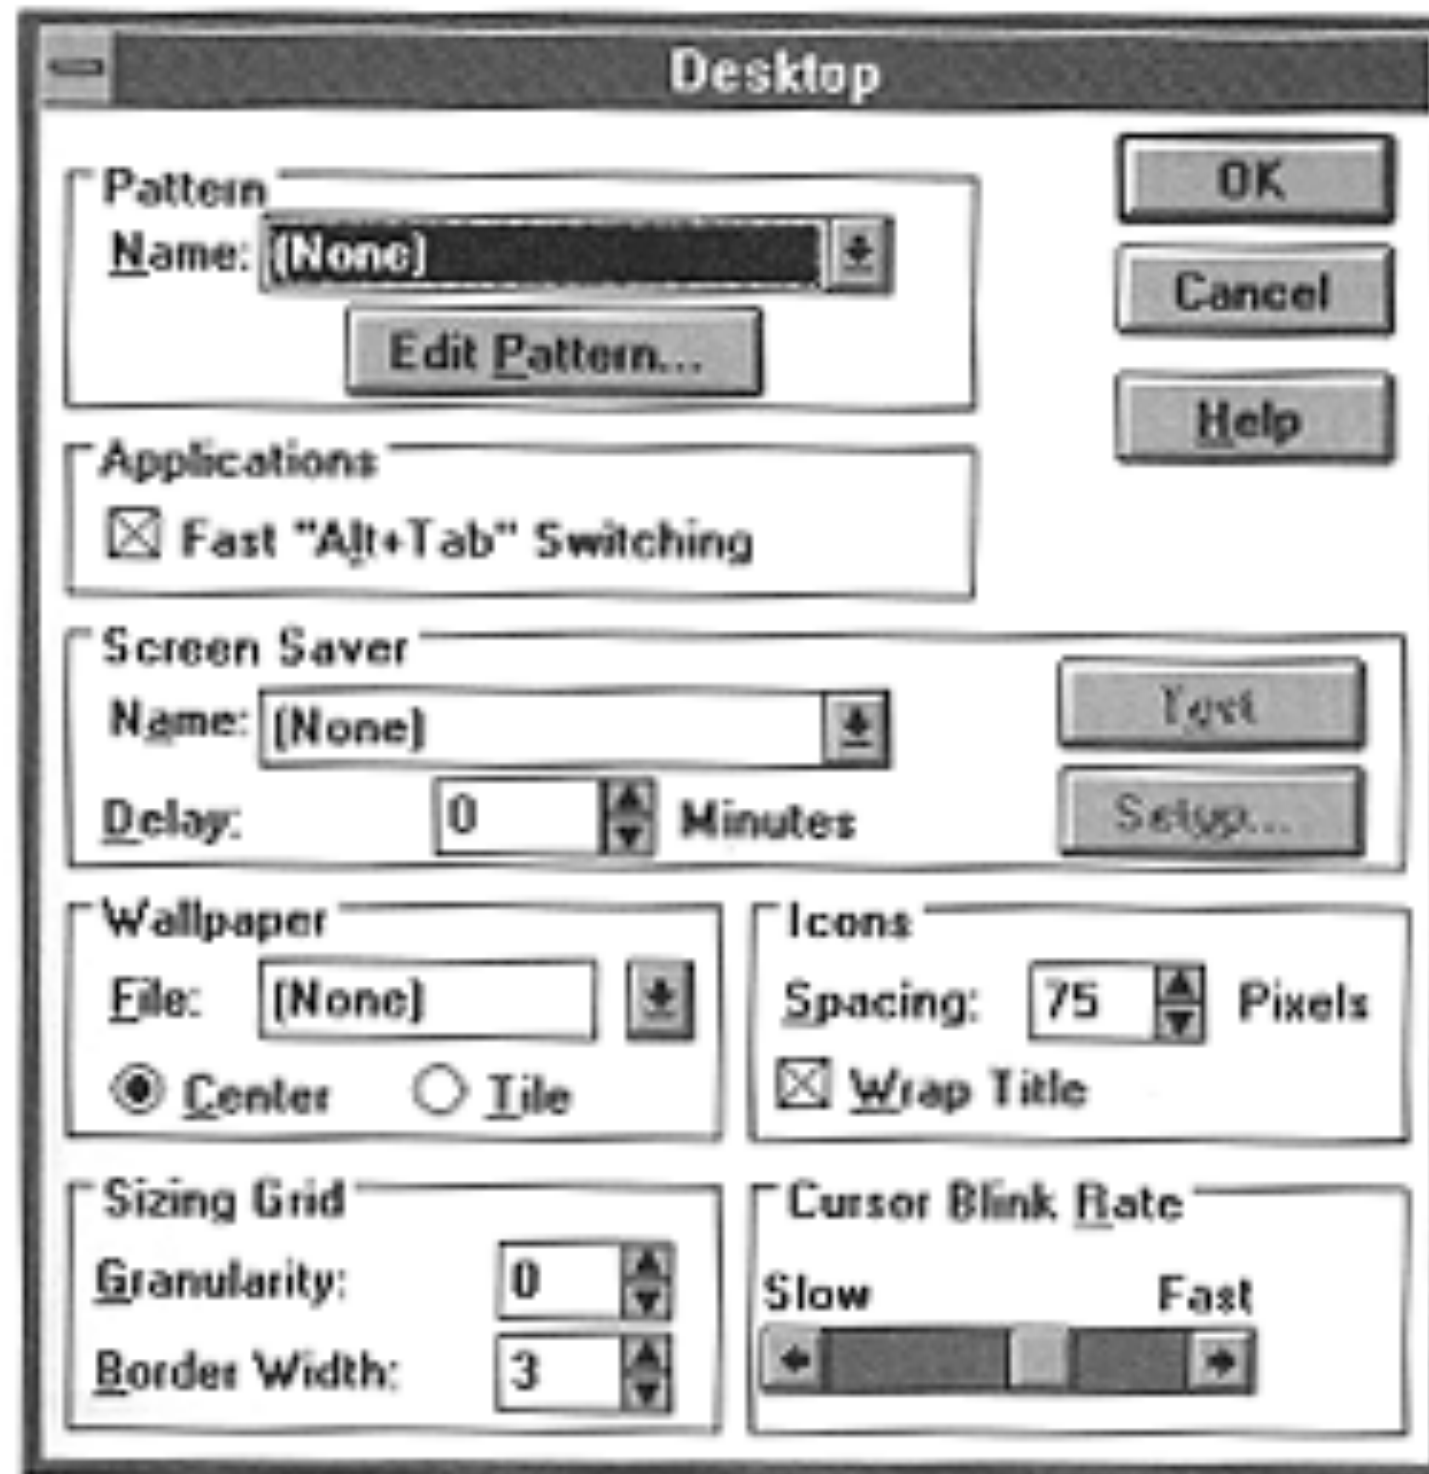 Desktop
Pattern
Name: (None)
Edit Pattern...
OK
Cancel
Help
Applications
Fast "Alt+Tab" Switching
Screen Saver
Name: (None)
Delay: 0 Minutes
Test
Setup...
Wallpaper
File: (None)
Center Tile
Icons
Spacing: 75 Pixels
Wrap Title
Sizing Grid
Granularity: 0
Border Width: 3
Cursor Blink Rate
Slow Fast